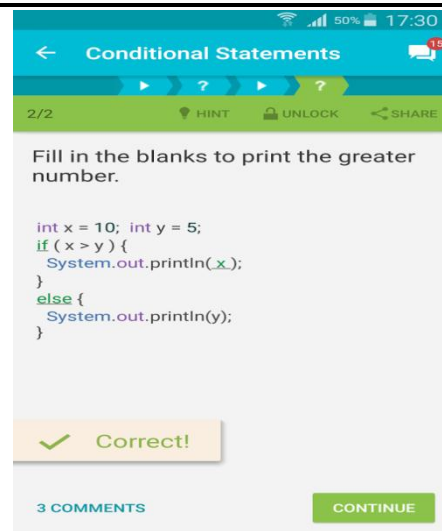 50% 17:30
Conditional Statements 15
? ?
2/2 HINT UNLOCK SHARE
Fill in the blanks to print the greater
number.
int x = 10; int y = 5;
if ( x > y ) {
System.out.println( x );
}
else {
System.out.println(y);
}
Correct!
3 COMMENTS CONTINUE